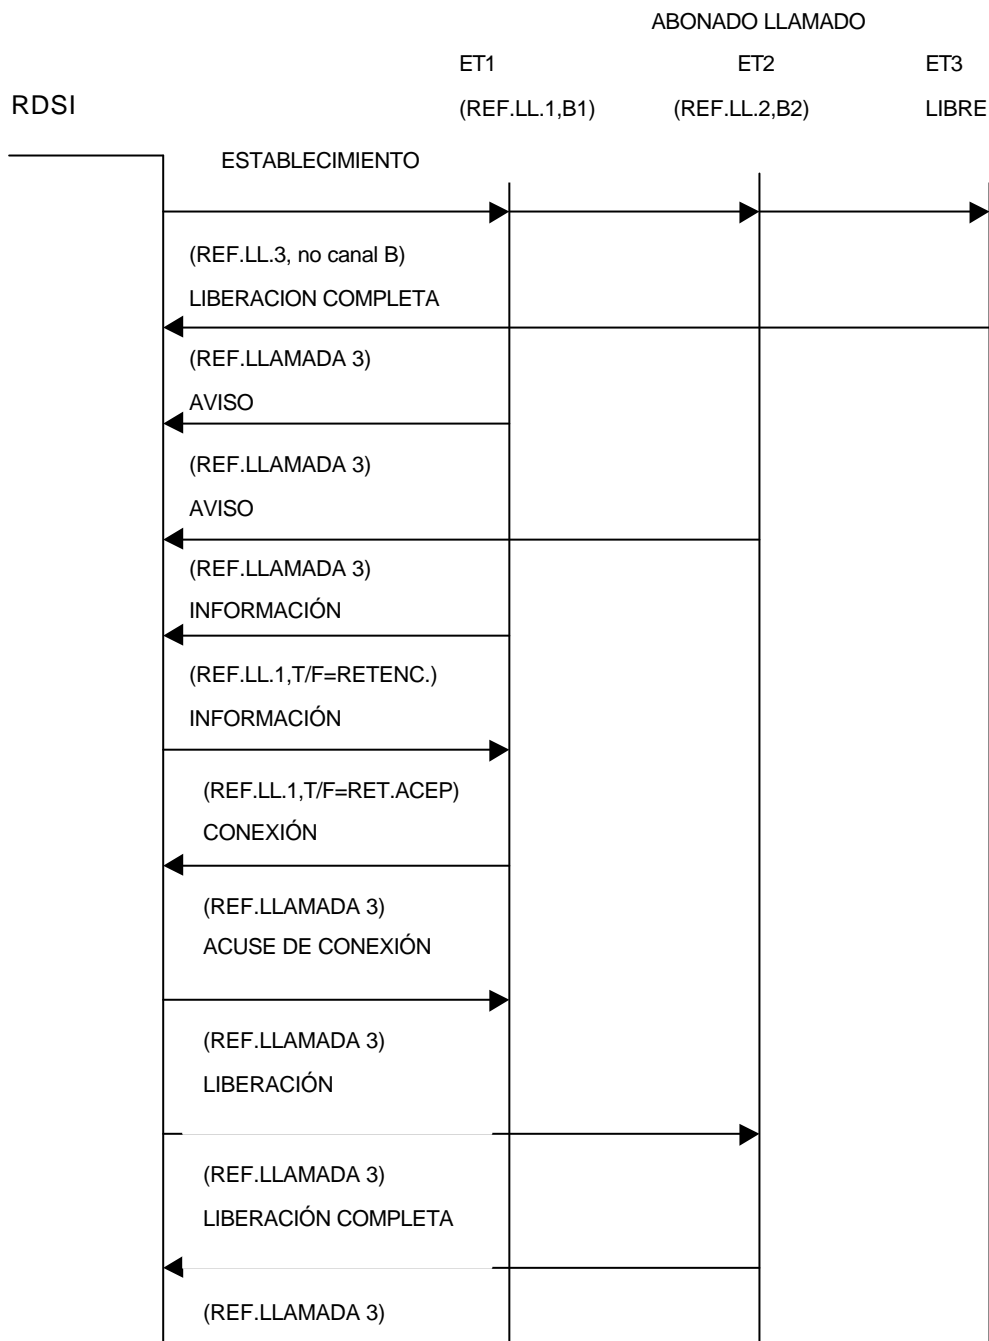 ABONADO LLAMADO
ET1 ET2 ET3
RDSI (REF.LL.1,B1) (REF.LL.2,B2) LIBRE
ESTABLECIMIENTO
(REF.LL.3, no canal B)
LIBERACION COMPLETA
(REF.LLAMADA 3)
AVISO
(REF.LLAMADA 3)
AVISO
(REF.LLAMADA 3)
INFORMACIÓN
(REF.LL.1,T/F=RETENC.)
INFORMACIÓN
(REF.LL.1,T/F=RET.ACEP)
CONEXIÓN
(REF.LLAMADA 3)
ACUSE DE CONEXIÓN
(REF.LLAMADA 3)
LIBERACIÓN
(REF.LLAMADA 3)
LIBERACIÓN COMPLETA
(REF.LLAMADA 3)